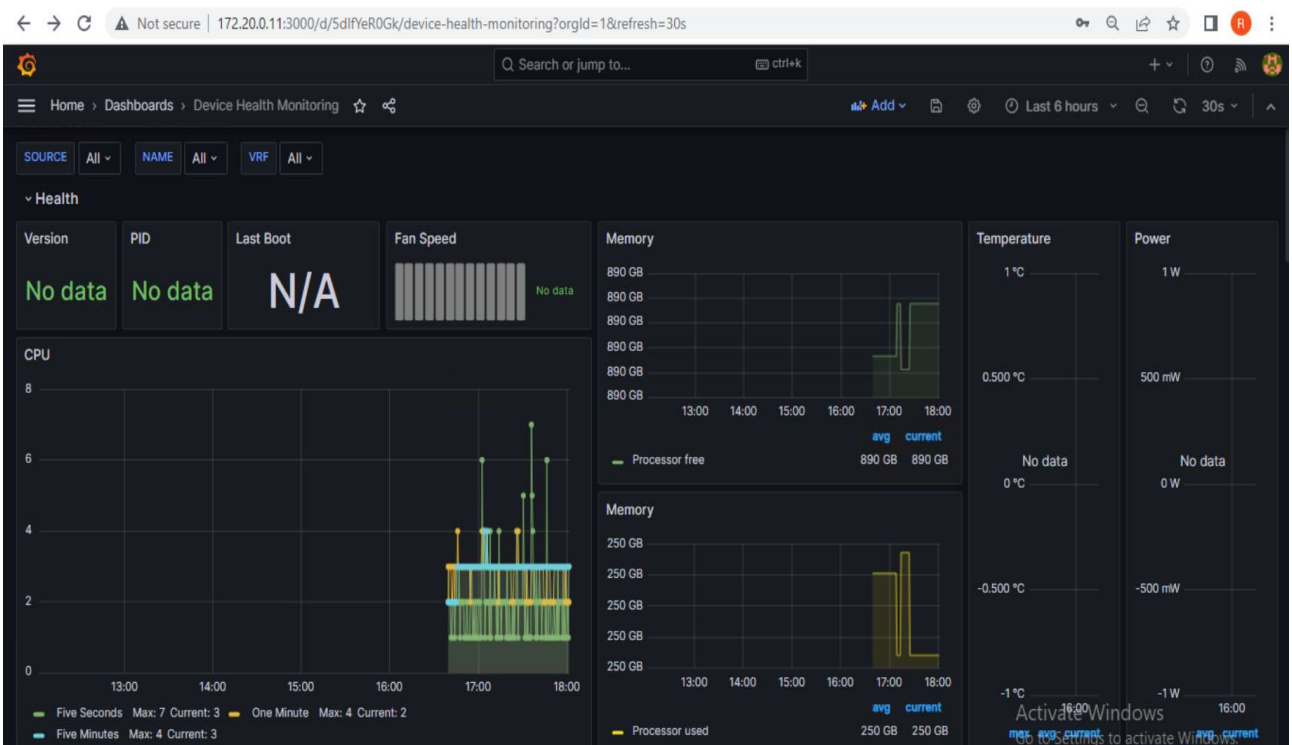 Not secure | 172.20.0.11:3000/d/5dIfYeR0Gk/device-health-monitoring?orgId=1&refresh=30s
R
Search or jump to... ctrl+k
Home › Dashboards › Device Health Monitoring
Add
Last 6 hours
30s
SOURCE All NAME All VRF All
Health
Version
No data
PID
No data
Last Boot
N/A
Fan Speed
No data
CPU
8
6
4
2
0
13:00 14:00 15:00 16:00 17:00 18:00
Five Seconds Max: 7 Current: 3 One Minute Max: 4 Current: 2
Five Minutes Max: 4 Current: 3
Memory
890 GB
890 GB
890 GB
890 GB
890 GB
890 GB
13:00 14:00 15:00 16:00 17:00 18:00
avg current
Processor free 890 GB 890 GB
Memory
250 GB
250 GB
250 GB
250 GB
250 GB
13:00 14:00 15:00 16:00 17:00 18:00
avg current
Processor used 250 GB 250 GB
Temperature
1 °C
0.500 °C
No data
0 °C
-0.500 °C
-1 °C
16:00
max avg current
Power
1 W
500 mW
No data
0 W
-500 mW
-1 W
16:00
avg current
Activate Windows
Go to Settings to activate Windows.